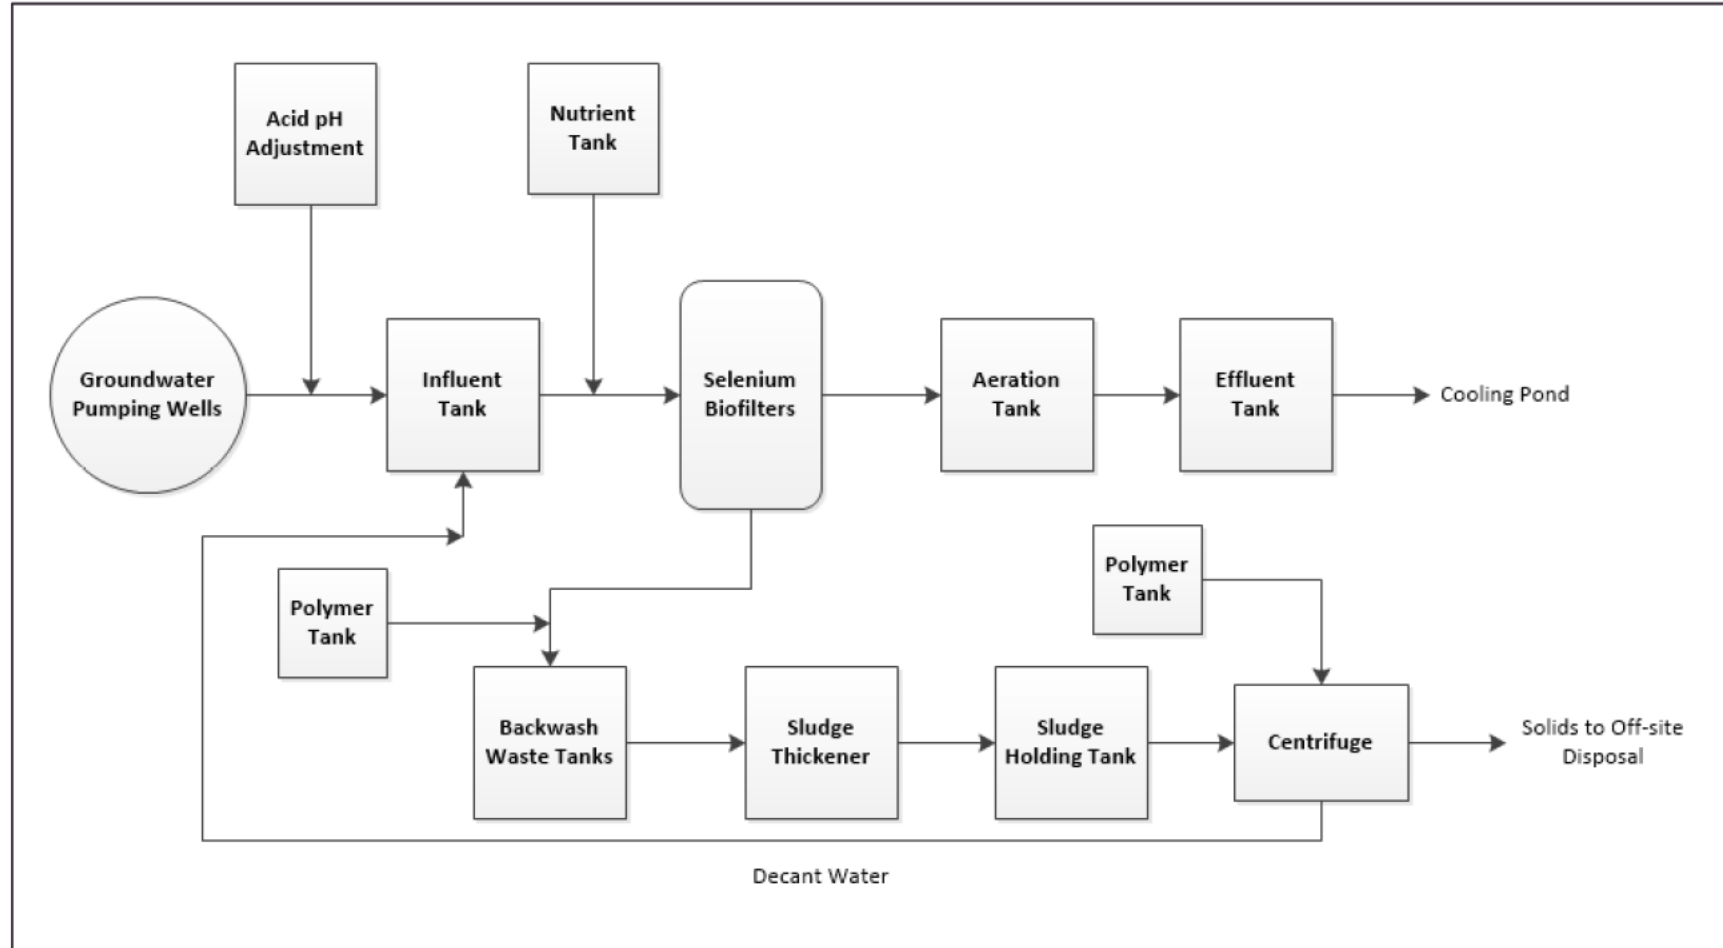 Acid pH
Adjustment
Nutrient
Tank
Groundwater
Pumping Wells
Influent
Tank
Selenium
Biofilters
Aeration
Tank
Effluent
Tank
Cooling Pond
Polymer
Tank
Polymer
Tank
Backwash
Waste Tanks
Sludge
Thickener
Sludge
Holding Tank
Centrifuge
Solids to Off-site
Disposal
Decant Water